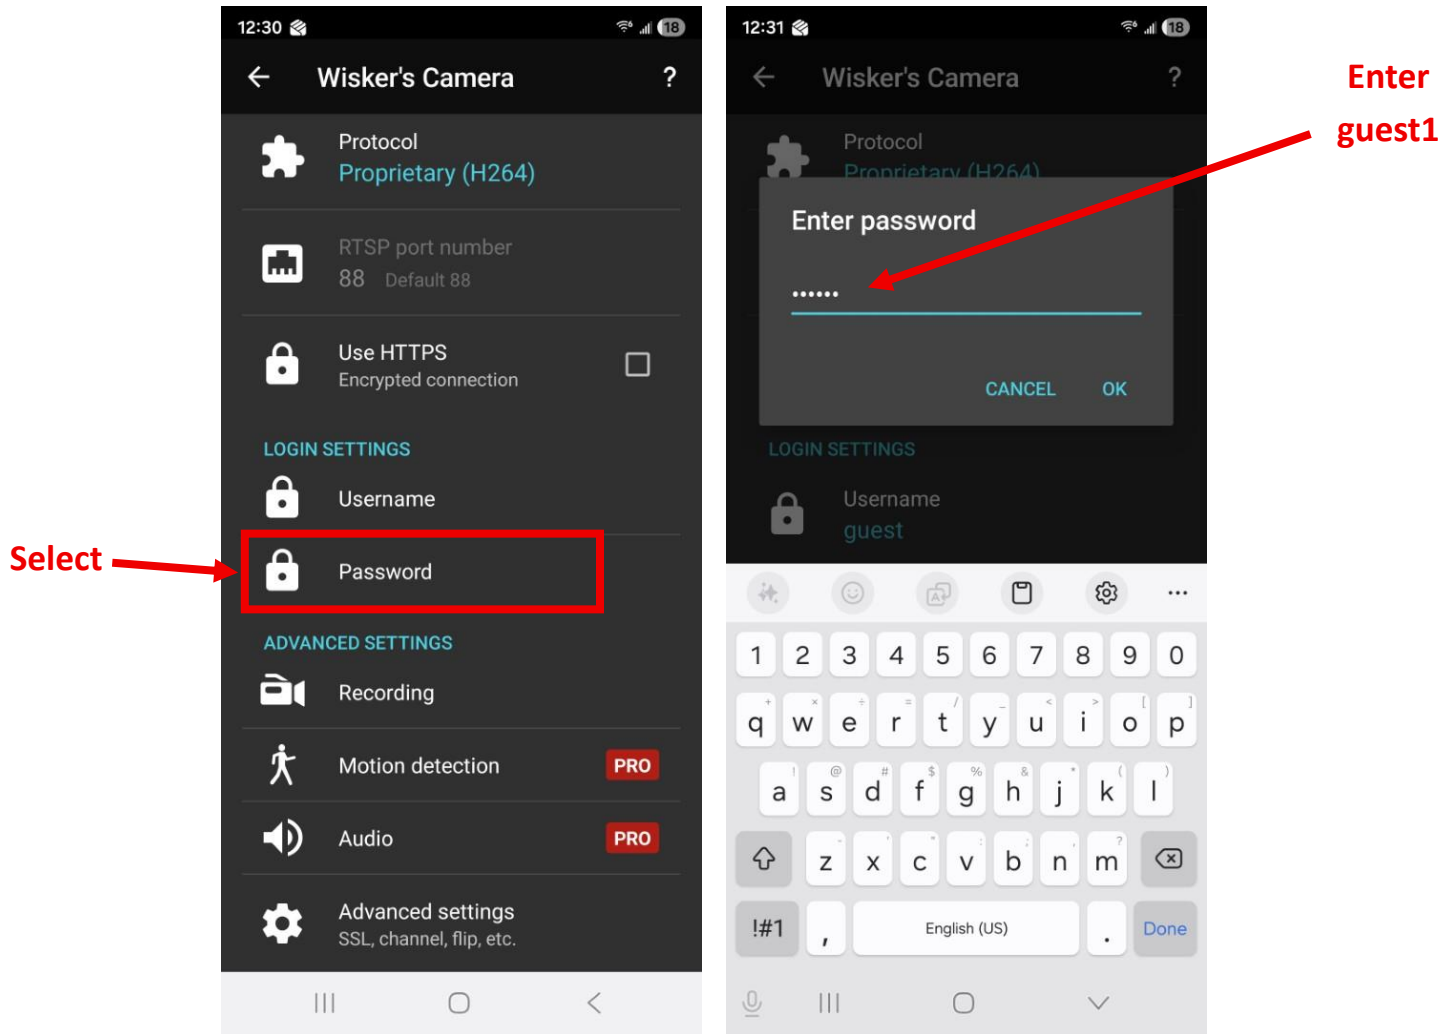 12:30
18
Wisker's Camera
?
Protocol
Proprietary (H264)
RTSP port number
88 Default 88
Use HTTPS
Encrypted connection
LOGIN SETTINGS
Username
Select
Password
ADVANCED SETTINGS
Recording
Motion detection PRO
Audio PRO
Advanced settings
SSL, channel, flip, etc.
12:31
18
Wisker's Camera
?
Enter
guest1
Protocol
Proprietary (H264)
Enter password
••••••
CANCEL OK
LOGIN SETTINGS
Username
guest
1 2 3 4 5 6 7 8 9 0
+ × ÷ = / _ < > [ ]
q w e r t y u i o p
! @ # $ % & * ( )
a s d f g h j k l
- ' " : ; , ?
z x c v b n m
!#1 , English (US) . Done